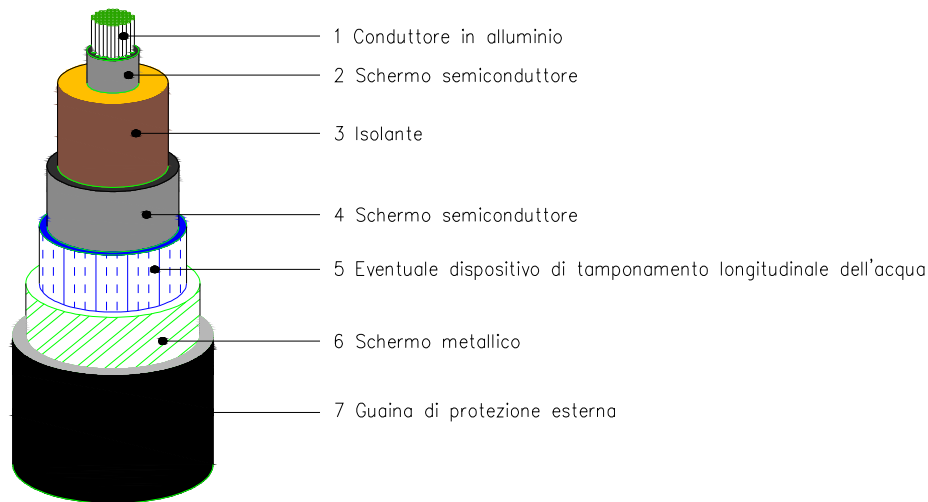 1 Conduttore in alluminio
2 Schermo semiconduttore
3 Isolante
4 Schermo semiconduttore
5 Eventuale dispositivo di tamponamento longitudinale dell'acqua
6 Schermo metallico
7 Guaina di protezione esterna